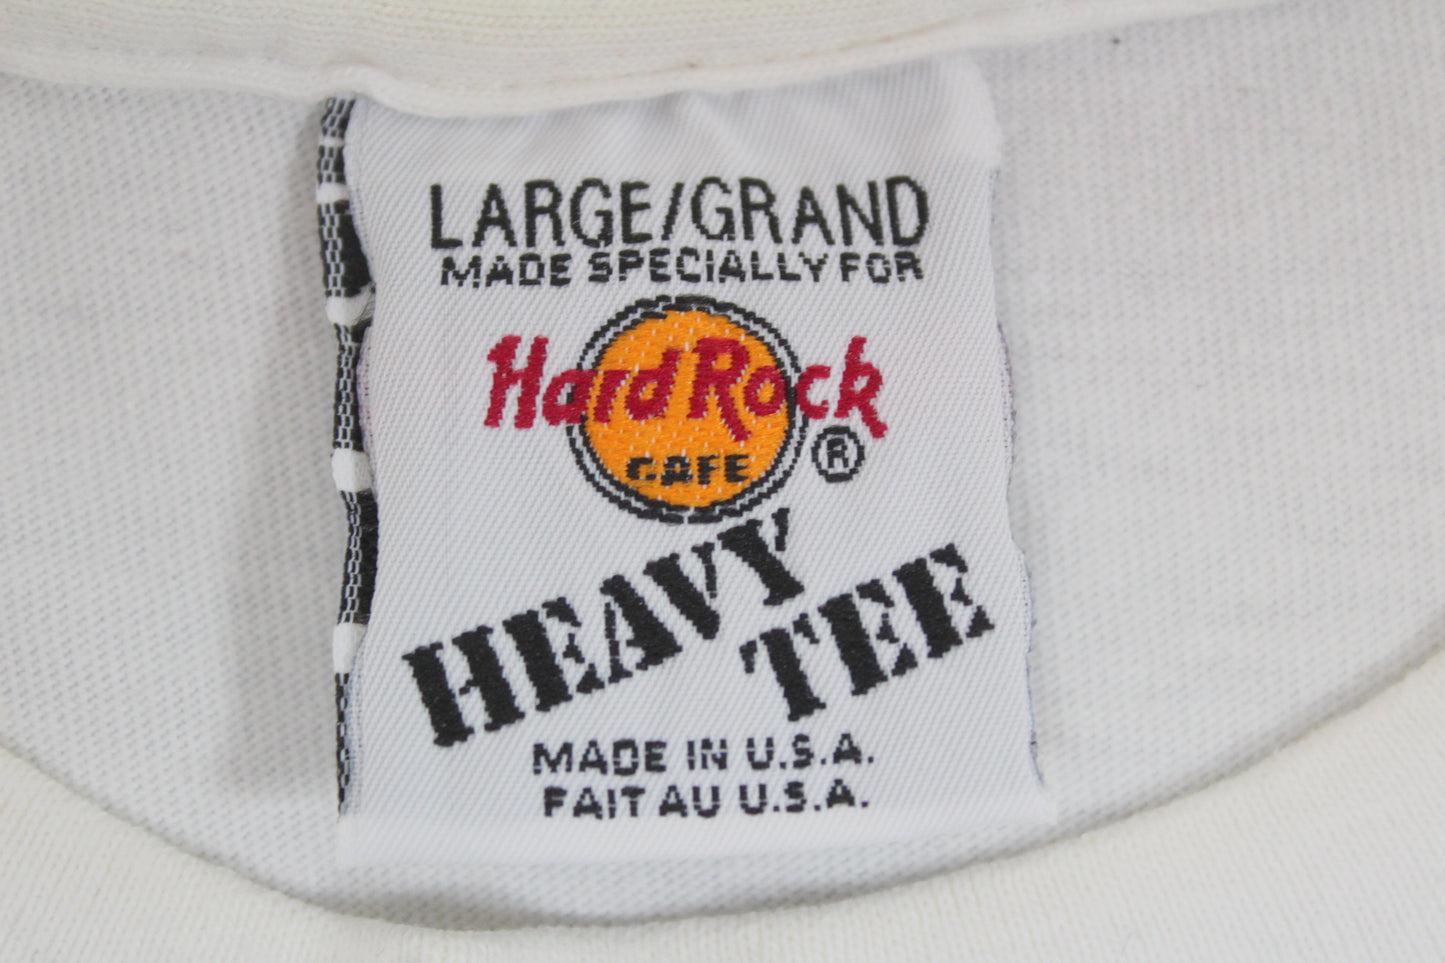 LARGE/GRAND
MADE SPECIALLY FOR
Hard Rock
CAFE ®
HEAVY
TEE
MADE IN U.S.A.
FAIT AU U.S.A.